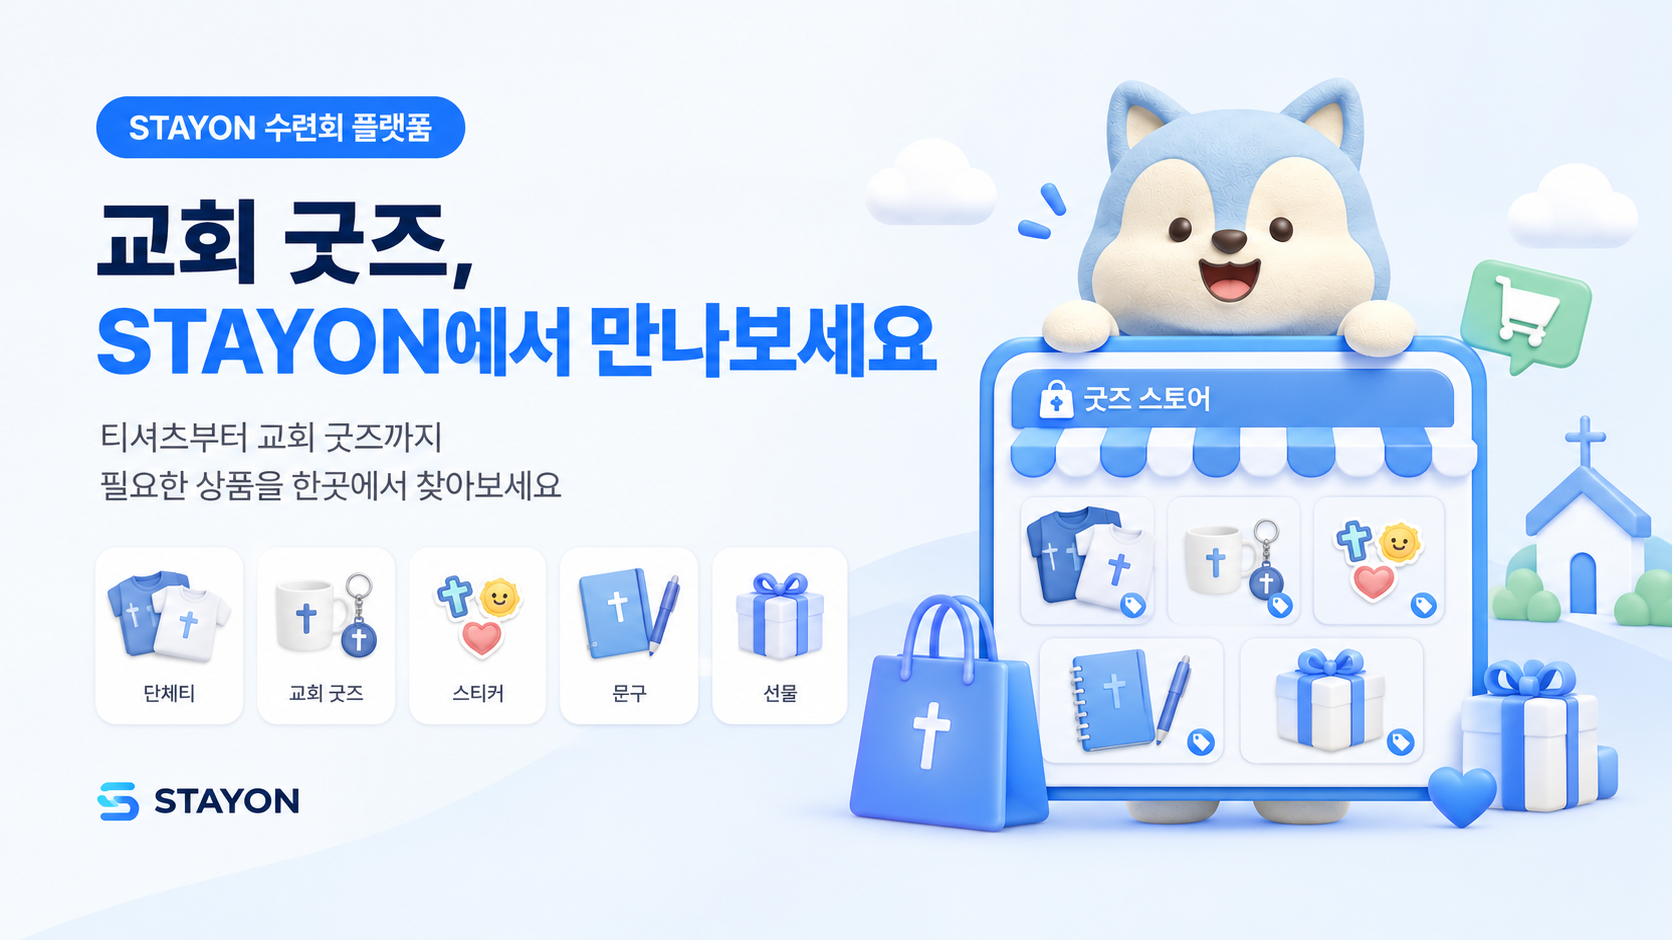 STAYON 수련회 플랫폼
교회 굿즈,
STAYON에서 만나보세요
티셔츠부터 교회 굿즈까지
필요한 상품을 한곳에서 찾아보세요
단체티
교회 굿즈
스티커
문구
선물
STAYON
굿즈 스토어